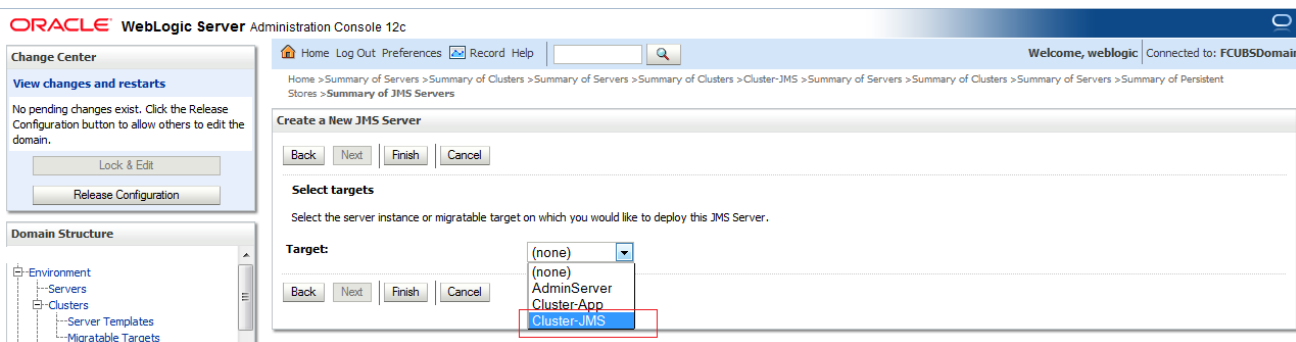 ORACLE WebLogic Server Administration Console 12c
Change Center
View changes and restarts
No pending changes exist. Click the Release
Configuration button to allow others to edit the
domain.
Lock & Edit
Release Configuration
Domain Structure
Environment
Servers
Clusters
Server Templates
Migratable Targets
Home Log Out Preferences Record Help
Welcome, weblogic Connected to: FCUBSDomain
Home >Summary of Servers >Summary of Clusters >Summary of Servers >Summary of Clusters >Cluster-JMS >Summary of Servers >Summary of Clusters >Summary of Servers >Summary of Persistent
Stores >Summary of JMS Servers
Create a New JMS Server
Back Next Finish Cancel
Select targets
Select the server instance or migratable target on which you would like to deploy this JMS Server.
Target:
(none)
(none)
AdminServer
Cluster-App
Cluster-JMS
Back Next Finish Cancel